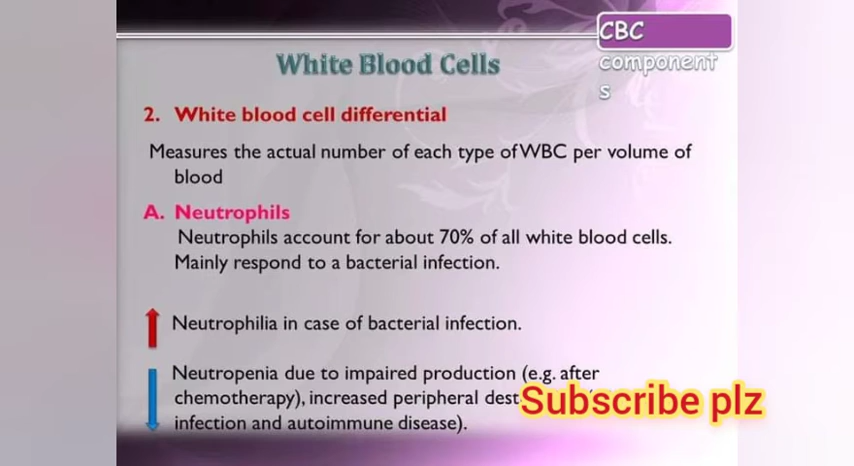 CBC
component
s
White Blood Cells
2. White blood cell differential
Measures the actual number of each type of WBC per volume of
blood
A. Neutrophils
Neutrophils account for about 70% of all white blood cells.
Mainly respond to a bacterial infection.
Neutrophilia in case of bacterial infection.
Neutropenia due to impaired production (e.g. after
chemotherapy), increased peripheral
infection and autoimmune disease).
Subscribe plz